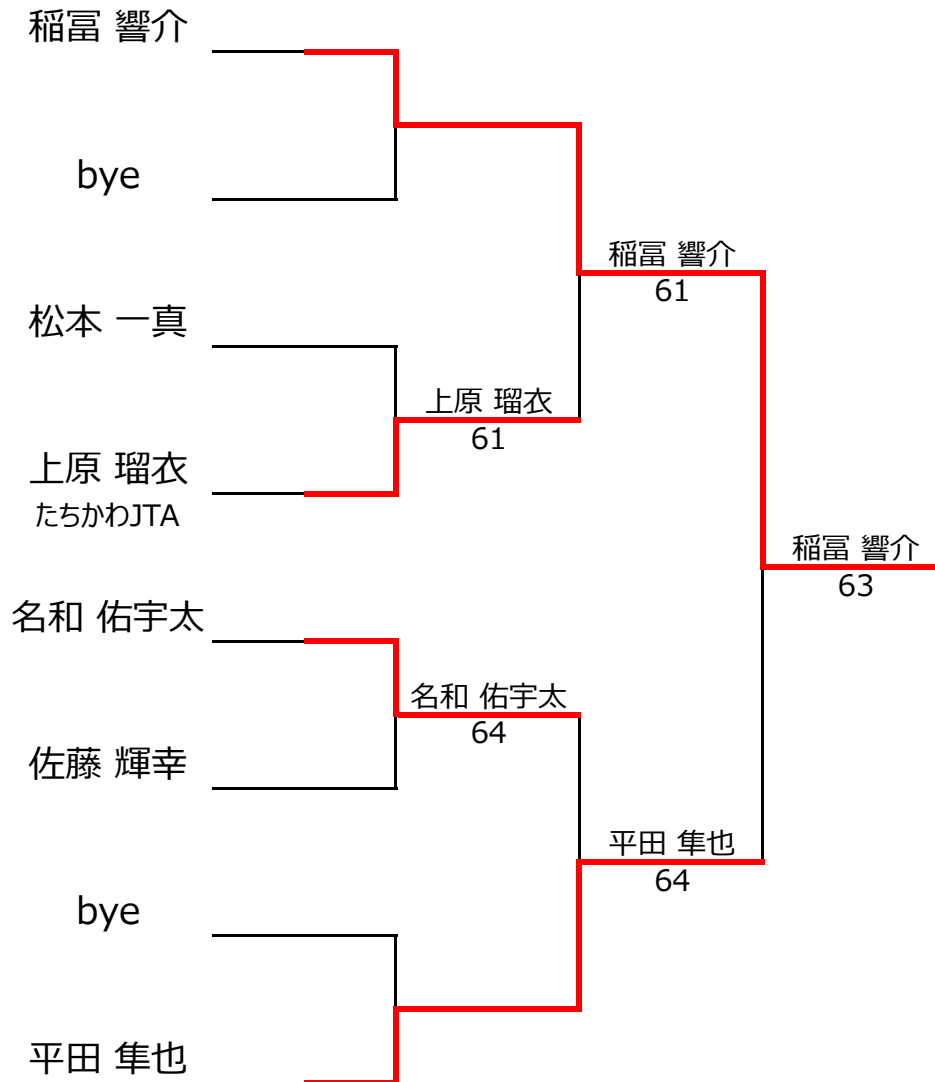 稲冨 響介
bye
松本 一真
上原 瑠衣
たちかわJTA
名和 佑宇太
佐藤 輝幸
bye
平田 隼也
上原 瑠衣
61
名和 佑宇太
64
稲冨 響介
61
平田 隼也
64
稲冨 響介
63